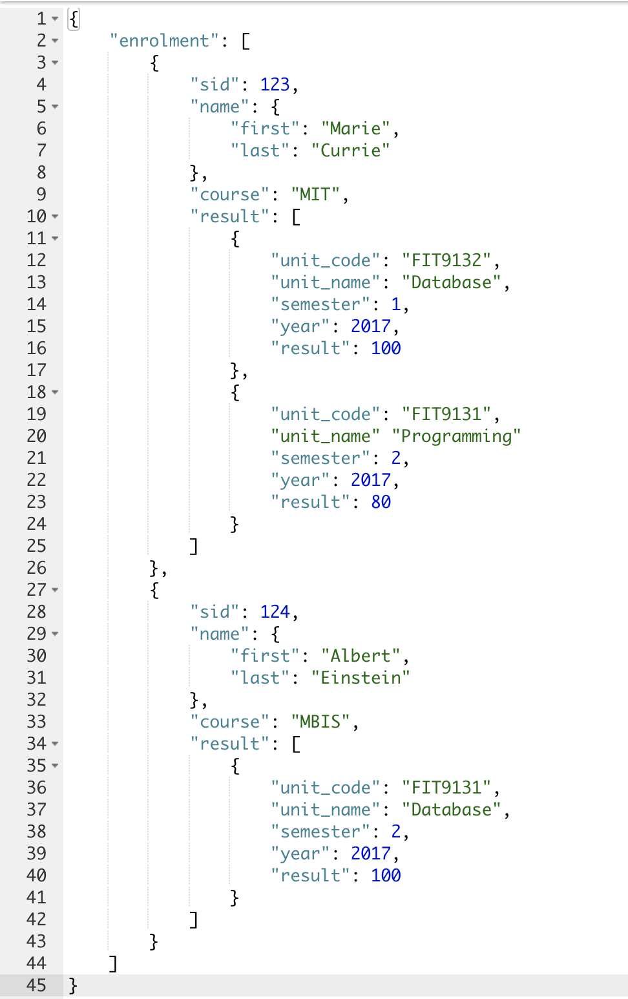 1 {
2 "enrolment": [
3 {
4 "sid": 123,
5 "name": {
6 "first": "Marie",
7 "last": "Currie"
8 },
9 "course": "MIT",
10 "result": [
11 {
12 "unit_code": "FIT9132",
13 "unit_name": "Database",
14 "semester": 1,
15 "year": 2017,
16 "result": 100
17 },
18 {
19 "unit_code": "FIT9131",
20 "unit_name" "Programming"
21 "semester": 2,
22 "year": 2017,
23 "result": 80
24 }
25 ]
26 },
27 {
28 "sid": 124,
29 "name": {
30 "first": "Albert",
31 "last": "Einstein"
32 },
33 "course": "MBIS",
34 "result": [
35 {
36 "unit_code": "FIT9131",
37 "unit_name": "Database",
38 "semester": 2,
39 "year": 2017,
40 "result": 100
41 }
42 ]
43 }
44 ]
45 }